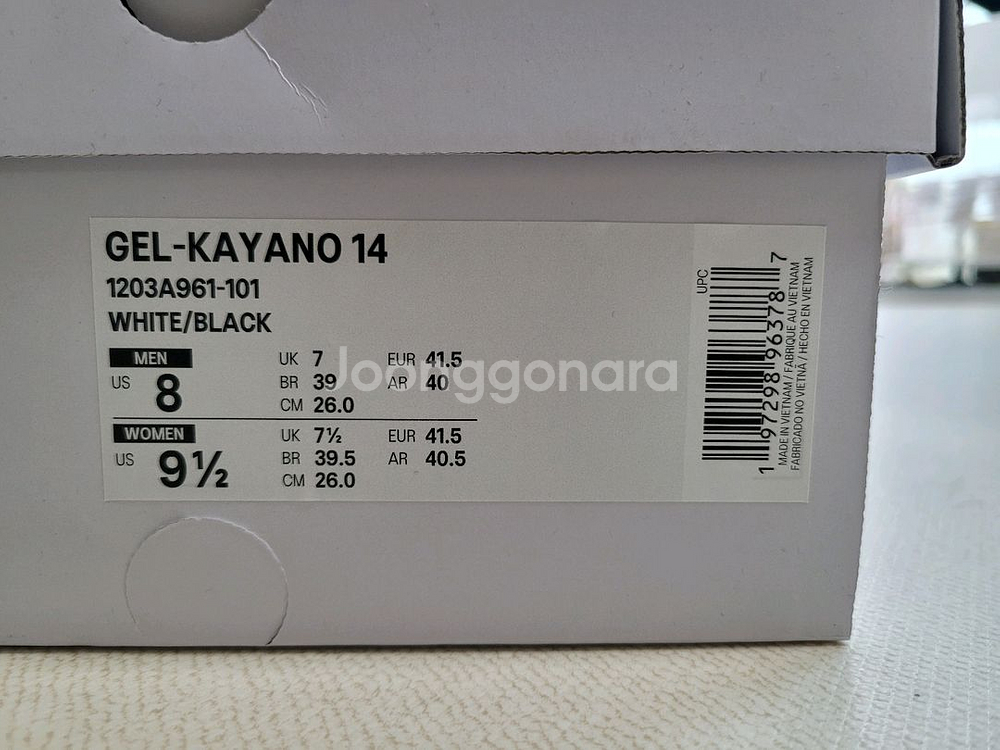 GEL-KAYANO 14
1203A961-101
WHITE/BLACK
MEN
US 8
UK 7 EUR 41.5
BR 39 AR 40
CM 26.0
WOMEN
US 9½
UK 7½ EUR 41.5
BR 39.5 AR 40.5
CM 26.0
UPC
1 97298 96378 7
MADE IN VIETNAM / FABRIQUE AU VIETNAM
FABRICADO NO VIETNÃ / HECHO EN VIETNAM
Joonggonara